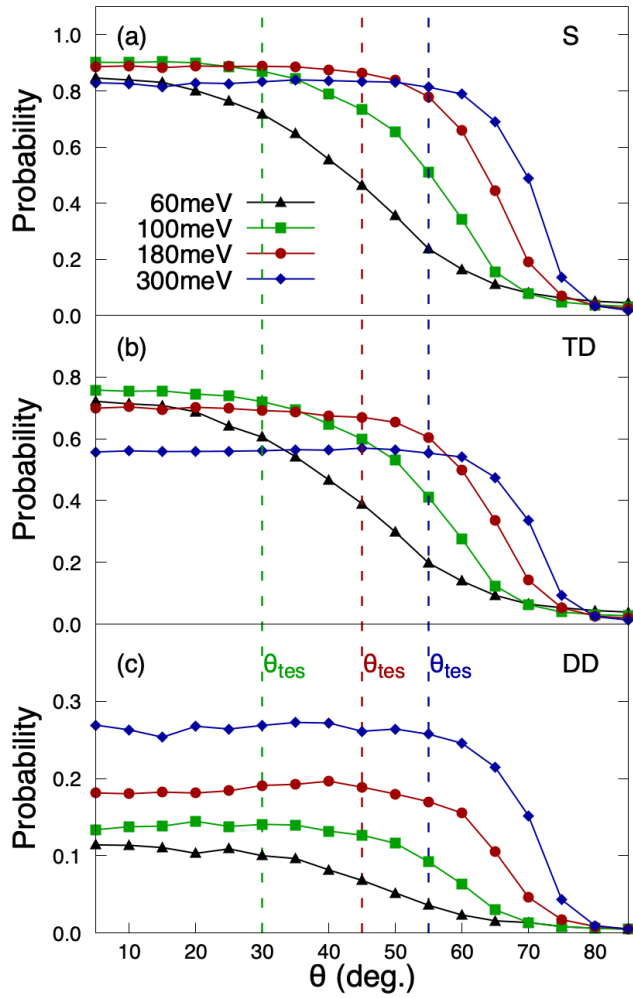 (a) S
Probability
1.0
0.8
0.6
0.4
0.2
0.0
60meV
100meV
180meV
300meV
(b) TD
Probability
0.8
0.6
0.4
0.2
0.0
(c) DD
θtes θtes θtes
Probability
0.3
0.2
0.1
0.0
10 20 30 40 50 60 70 80
θ (deg.)